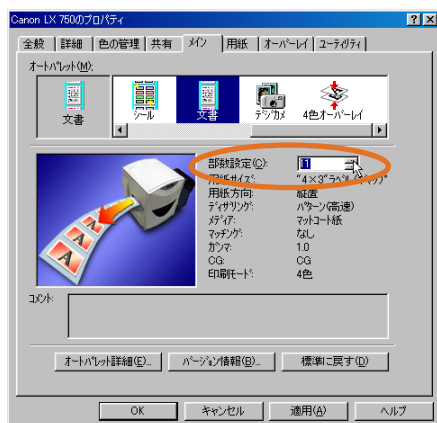 Canon LX 750のプロパティ
全般 詳細 色の管理 共有 メイン 用紙 オーバーレイ ユーティリティ
オートパレット(M):
文書 シール 文書 デジカメ 4色オーバーレイ
部数設定(C): 1
用紙サイズ: "4×3"ラベル
用紙方向: 縦置
ディザリング: パターン(高速)
メディア: マットコート紙
マッチング: なし
ガンマ: 1.0
CG: CG
印刷モード: 4色
コメント:
オートパレット詳細(E)... バージョン情報(B)... 標準に戻す(D)
OK キャンセル 適用(A) ヘルプ